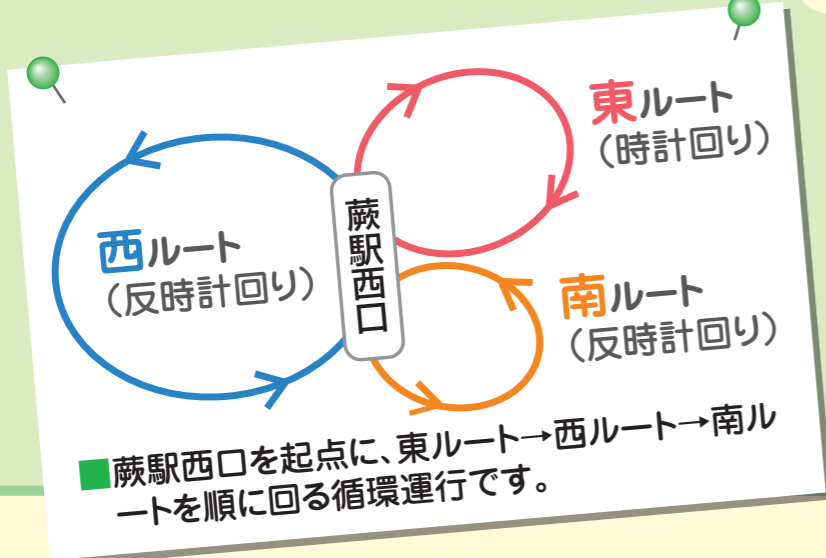 東ルート
(時計回り)
西ルート
(反時計回り)
蕨駅西口
南ルート
(反時計回り)
■蕨駅西口を起点に、東ルート→西ルート→南ル
ートを順に回る循環運行です。